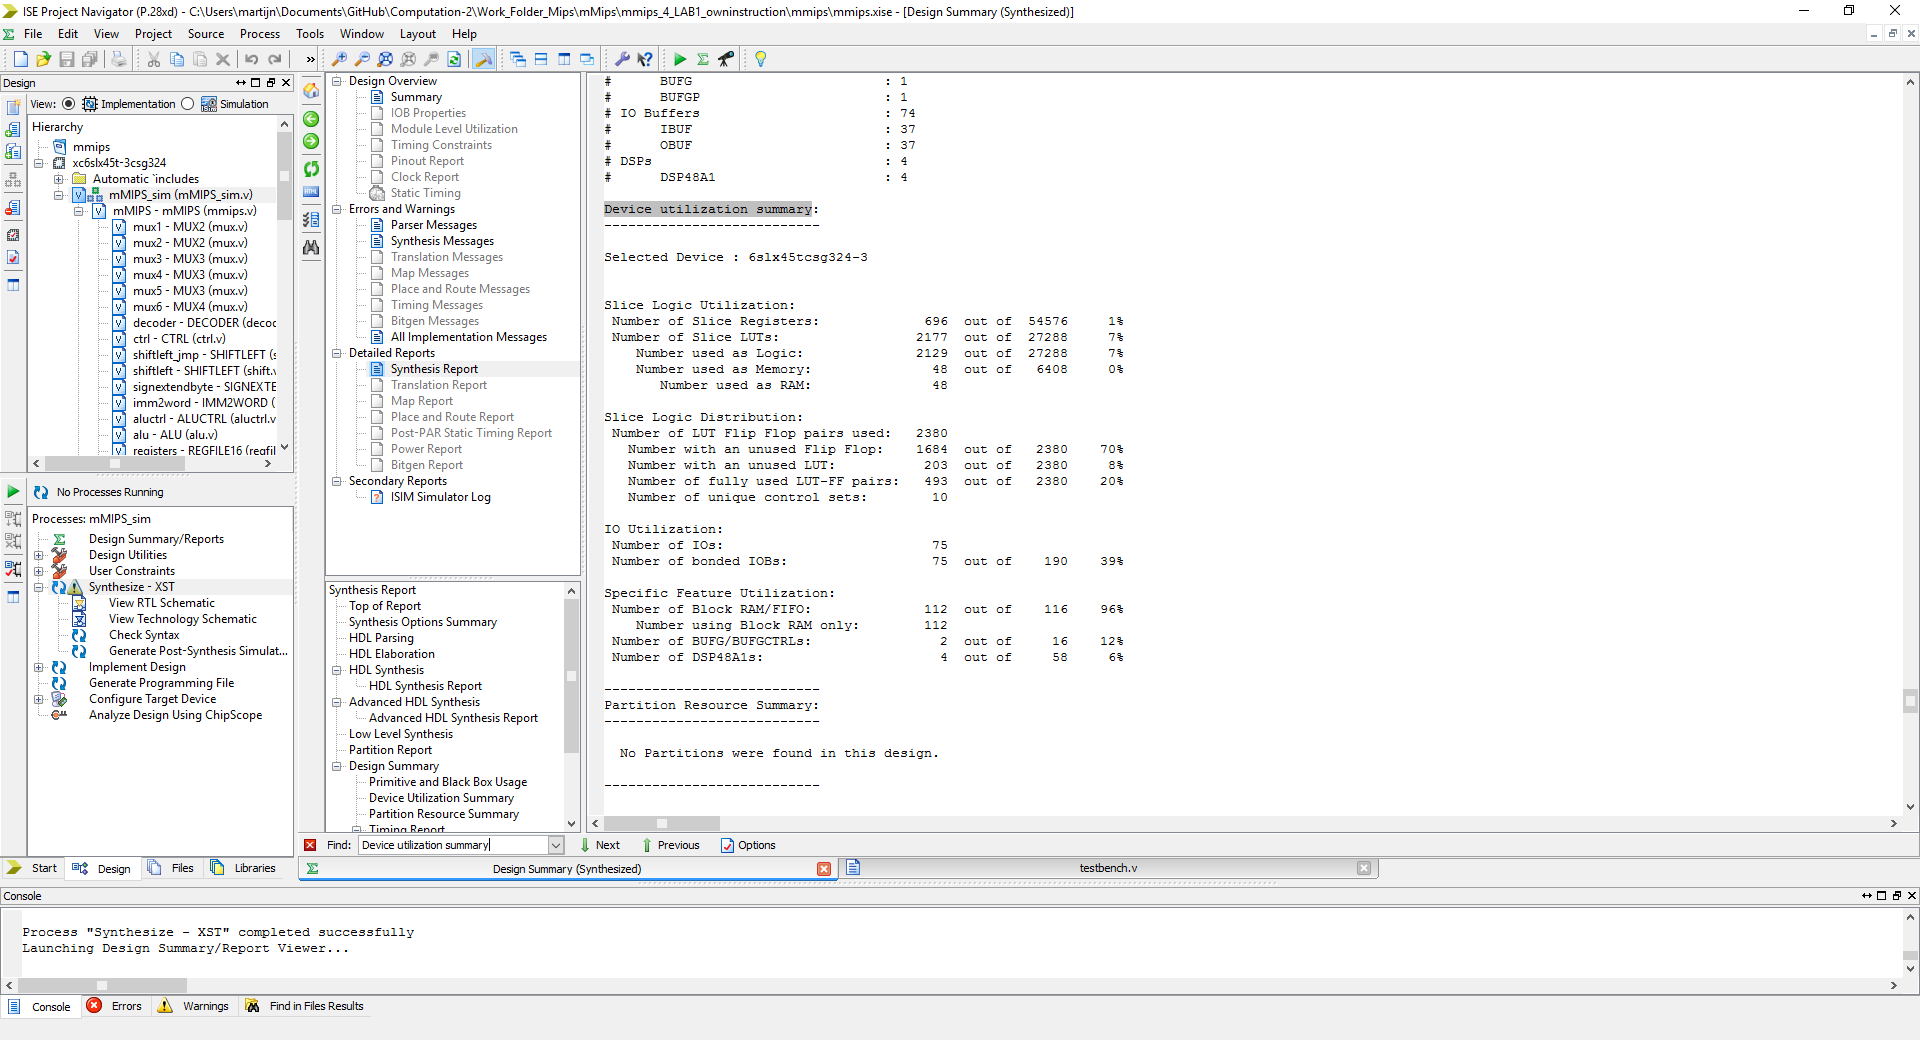 ISE Project Navigator (P.28xd) - C:\Users\martijn\Documents\GitHub\Computation-2\Work_Folder_Mips\mMips\mmips_4_LAB1_owninstruction\mmips\mmips.xise - [Design Summary (Synthesized)]
File Edit View Project Source Process Tools Window Layout Help
Design
View: Implementation Simulation
Hierarchy
mmips
xc6slx45t-3csg324
Automatic `includes
mMIPS_sim (mMIPS_sim.v)
mMIPS - mMIPS (mmips.v)
mux1 - MUX2 (mux.v)
mux2 - MUX2 (mux.v)
mux3 - MUX3 (mux.v)
mux4 - MUX3 (mux.v)
mux5 - MUX3 (mux.v)
mux6 - MUX4 (mux.v)
decoder - DECODER (decoc
ctrl - CTRL (ctrl.v)
shiftleft_jmp - SHIFTLEFT (s
shiftleft - SHIFTLEFT (shift.v
signextendbyte - SIGNEXTE
imm2word - IMM2WORD (
aluctrl - ALUCTRL (aluctrl.v
alu - ALU (alu.v)
registers - REGFILE16 (regfil
No Processes Running
Processes: mMIPS_sim
Design Summary/Reports
Design Utilities
User Constraints
Synthesize - XST
View RTL Schematic
View Technology Schematic
Check Syntax
Generate Post-Synthesis Simulat...
Implement Design
Generate Programming File
Configure Target Device
Analyze Design Using ChipScope
Start Design Files Libraries
Design Overview
Summary
IOB Properties
Module Level Utilization
Timing Constraints
Pinout Report
Clock Report
Static Timing
Errors and Warnings
Parser Messages
Synthesis Messages
Translation Messages
Map Messages
Place and Route Messages
Timing Messages
Bitgen Messages
All Implementation Messages
Detailed Reports
Synthesis Report
Translation Report
Map Report
Place and Route Report
Post-PAR Static Timing Report
Power Report
Bitgen Report
Secondary Reports
ISIM Simulator Log
Synthesis Report
Top of Report
Synthesis Options Summary
HDL Parsing
HDL Elaboration
HDL Synthesis
HDL Synthesis Report
Advanced HDL Synthesis
Advanced HDL Synthesis Report
Low Level Synthesis
Partition Report
Design Summary
Primitive and Black Box Usage
Device Utilization Summary
Partition Resource Summary
Timing Report
# BUFG : 1
# BUFGP : 1
# IO Buffers : 74
# IBUF : 37
# OBUF : 37
# DSPs : 4
# DSP48A1 : 4
Device utilization summary:
---------------------------
Selected Device : 6slx45tcsg324-3
Slice Logic Utilization:
Number of Slice Registers: 696 out of 54576 1%
Number of Slice LUTs: 2177 out of 27288 7%
Number used as Logic: 2129 out of 27288 7%
Number used as Memory: 48 out of 6408 0%
Number used as RAM: 48
Slice Logic Distribution:
Number of LUT Flip Flop pairs used: 2380
Number with an unused Flip Flop: 1684 out of 2380 70%
Number with an unused LUT: 203 out of 2380 8%
Number of fully used LUT-FF pairs: 493 out of 2380 20%
Number of unique control sets: 10
IO Utilization:
Number of IOs: 75
Number of bonded IOBs: 75 out of 190 39%
Specific Feature Utilization:
Number of Block RAM/FIFO: 112 out of 116 96%
Number using Block RAM only: 112
Number of BUFG/BUFGCTRLs: 2 out of 16 12%
Number of DSP48A1s: 4 out of 58 6%
---------------------------
Partition Resource Summary:
---------------------------
No Partitions were found in this design.
---------------------------
Find: Device utilization summary Next Previous Options
Design Summary (Synthesized) testbench.v
Console
Process "Synthesize - XST" completed successfully
Launching Design Summary/Report Viewer...
Console Errors Warnings Find in Files Results